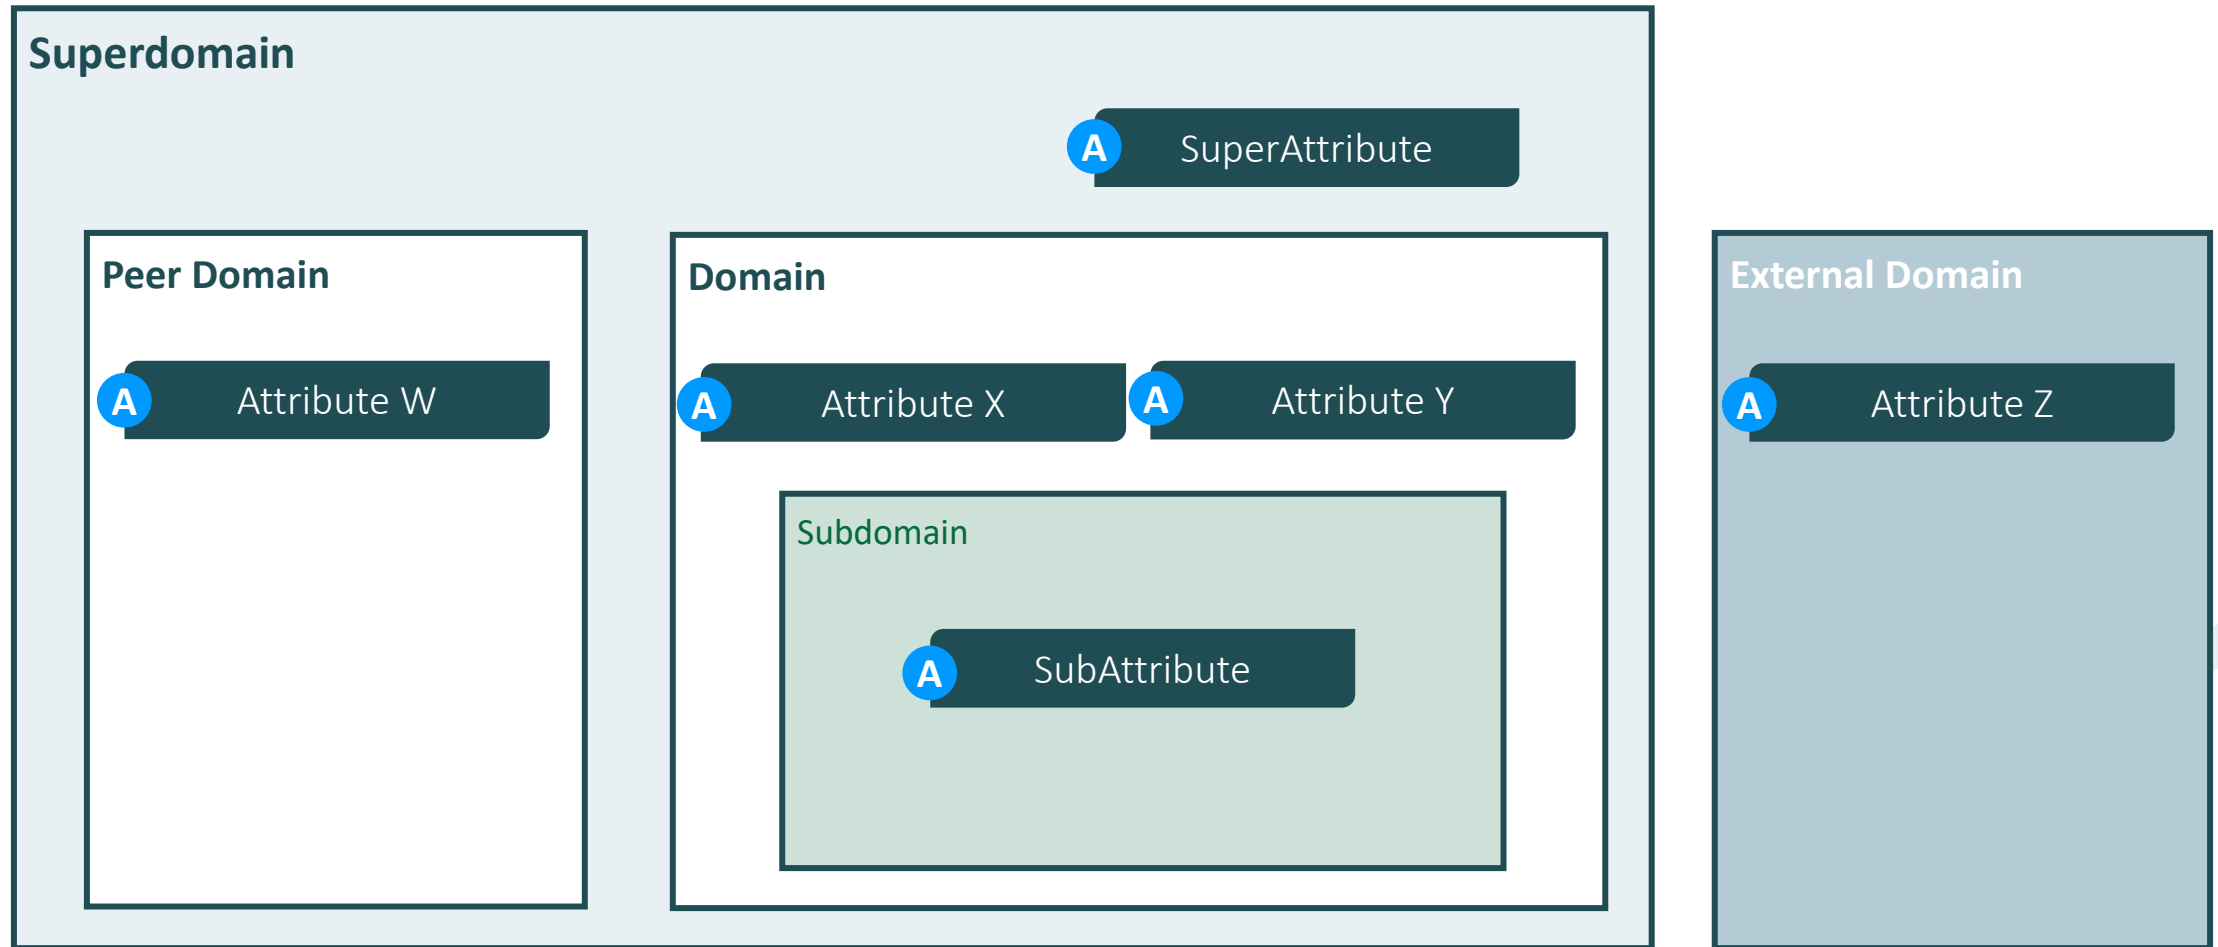 Superdomain
A SuperAttribute
Peer Domain
Domain
External Domain
A Attribute W
A Attribute X
A Attribute Y
A Attribute Z
Subdomain
A SubAttribute